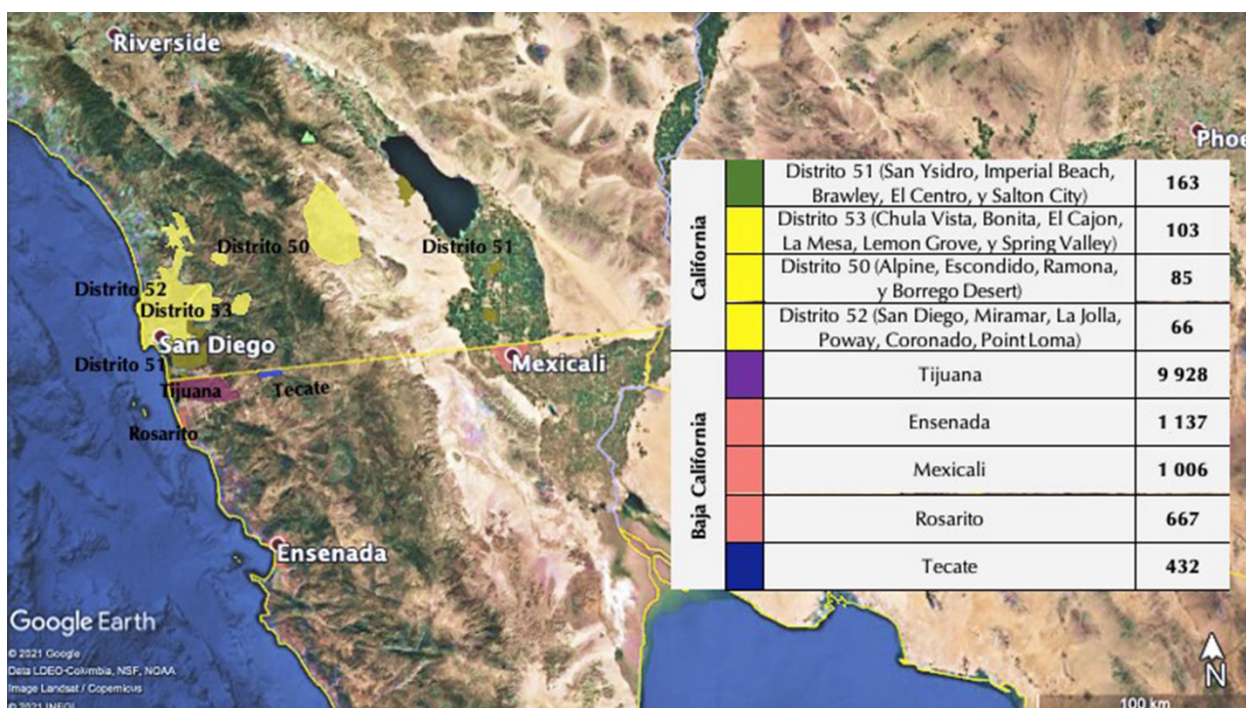 Riverside
Phoe
Distrito 50
Distrito 51
Distrito 52
Distrito 53
San Diego
Distrito 51
Mexicali
Tijuana
Tecate
Rosarito
Ensenada
California
Distrito 51 (San Ysidro, Imperial Beach,
Brawley, El Centro, y Salton City)
163
Distrito 53 (Chula Vista, Bonita, El Cajon,
La Mesa, Lemon Grove, y Spring Valley)
103
Distrito 50 (Alpine, Escondido, Ramona,
y Borrego Desert)
85
Distrito 52 (San Diego, Miramar, La Jolla,
Poway, Coronado, Point Loma)
66
Baja California
Tijuana
9 928
Ensenada
1 137
Mexicali
1 006
Rosarito
667
Tecate
432
Google Earth
© 2021 Google
Data LDEO-Columbia, NSF, NOAA
Image Landsat / Copernicus
© 2021 INEGI
N
100 km